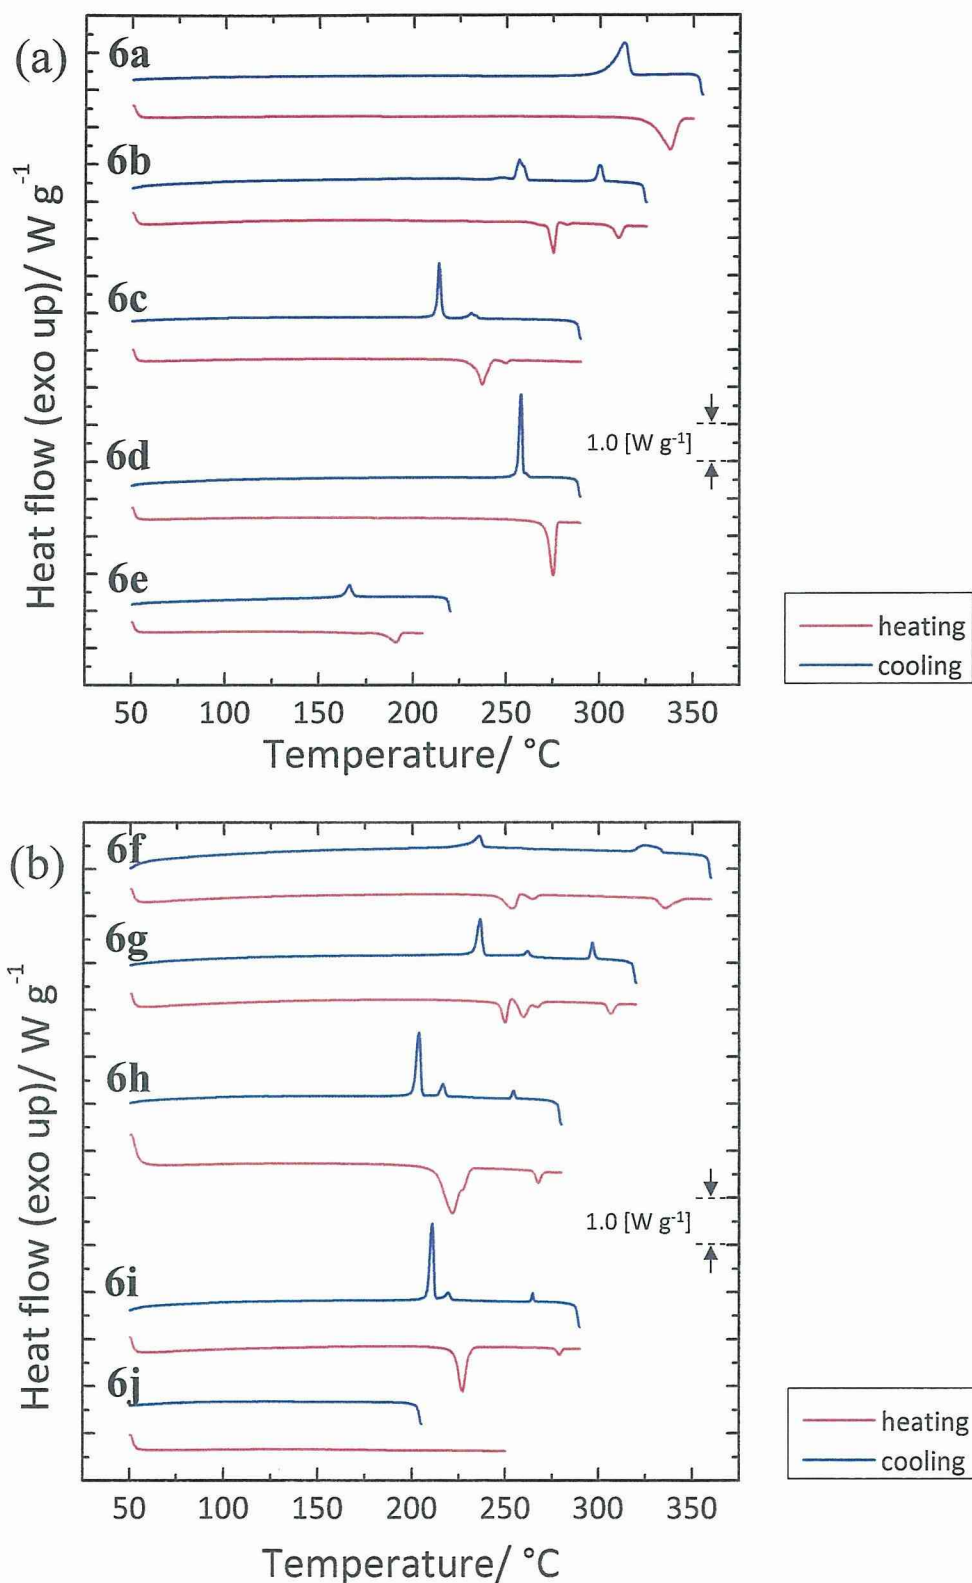 (a)
6a
6b
6c
6d
6e
1.0 [W g-1]
Heat flow (exo up)/ W g-1
50 100 150 200 250 300 350
Temperature/ °C
heating
cooling
(b)
6f
6g
6h
6i
6j
1.0 [W g-1]
Heat flow (exo up)/ W g-1
50 100 150 200 250 300 350
Temperature/ °C
heating
cooling